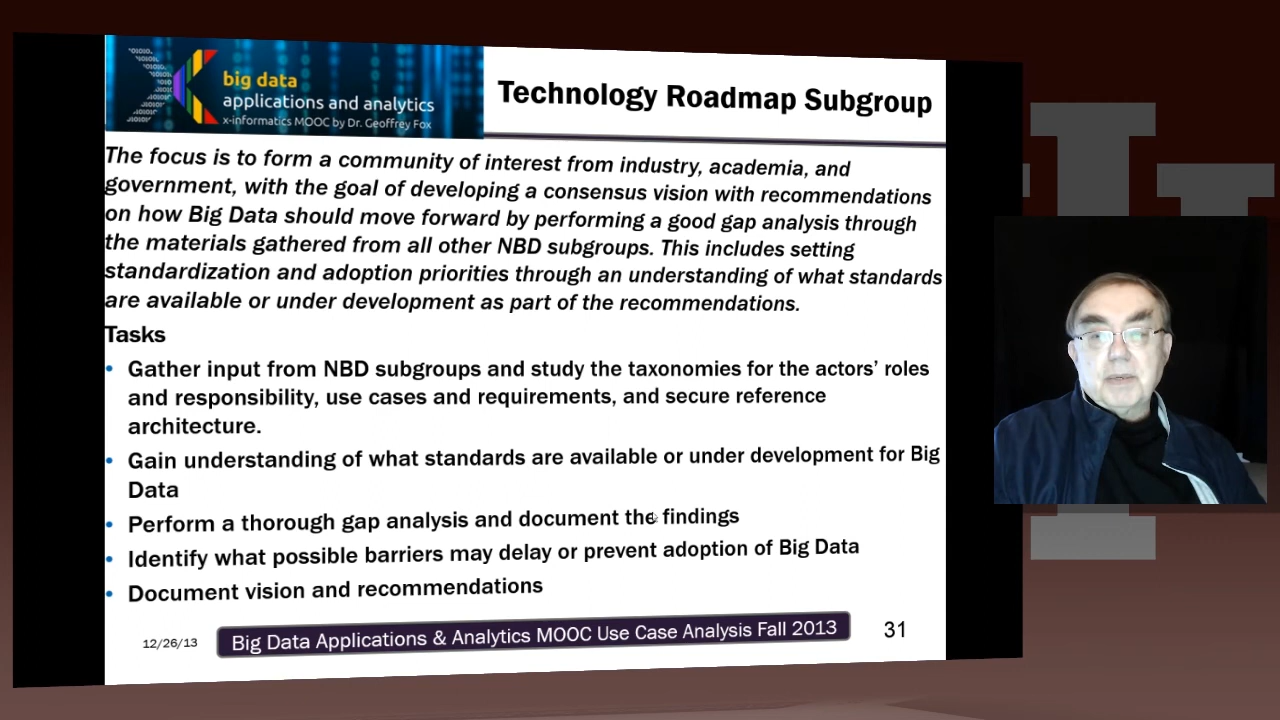 big data
applications and analytics
x-informatics MOOC by Dr. Geoffrey Fox
Technology Roadmap Subgroup
The focus is to form a community of interest from industry, academia, and
government, with the goal of developing a consensus vision with recommendations
on how Big Data should move forward by performing a good gap analysis through
the materials gathered from all other NBD subgroups. This includes setting
standardization and adoption priorities through an understanding of what standards
are available or under development as part of the recommendations.
Tasks
• Gather input from NBD subgroups and study the taxonomies for the actors’ roles
and responsibility, use cases and requirements, and secure reference
architecture.
• Gain understanding of what standards are available or under development for Big
Data
• Perform a thorough gap analysis and document the findings
• Identify what possible barriers may delay or prevent adoption of Big Data
• Document vision and recommendations
12/26/13
Big Data Applications & Analytics MOOC Use Case Analysis Fall 2013
31